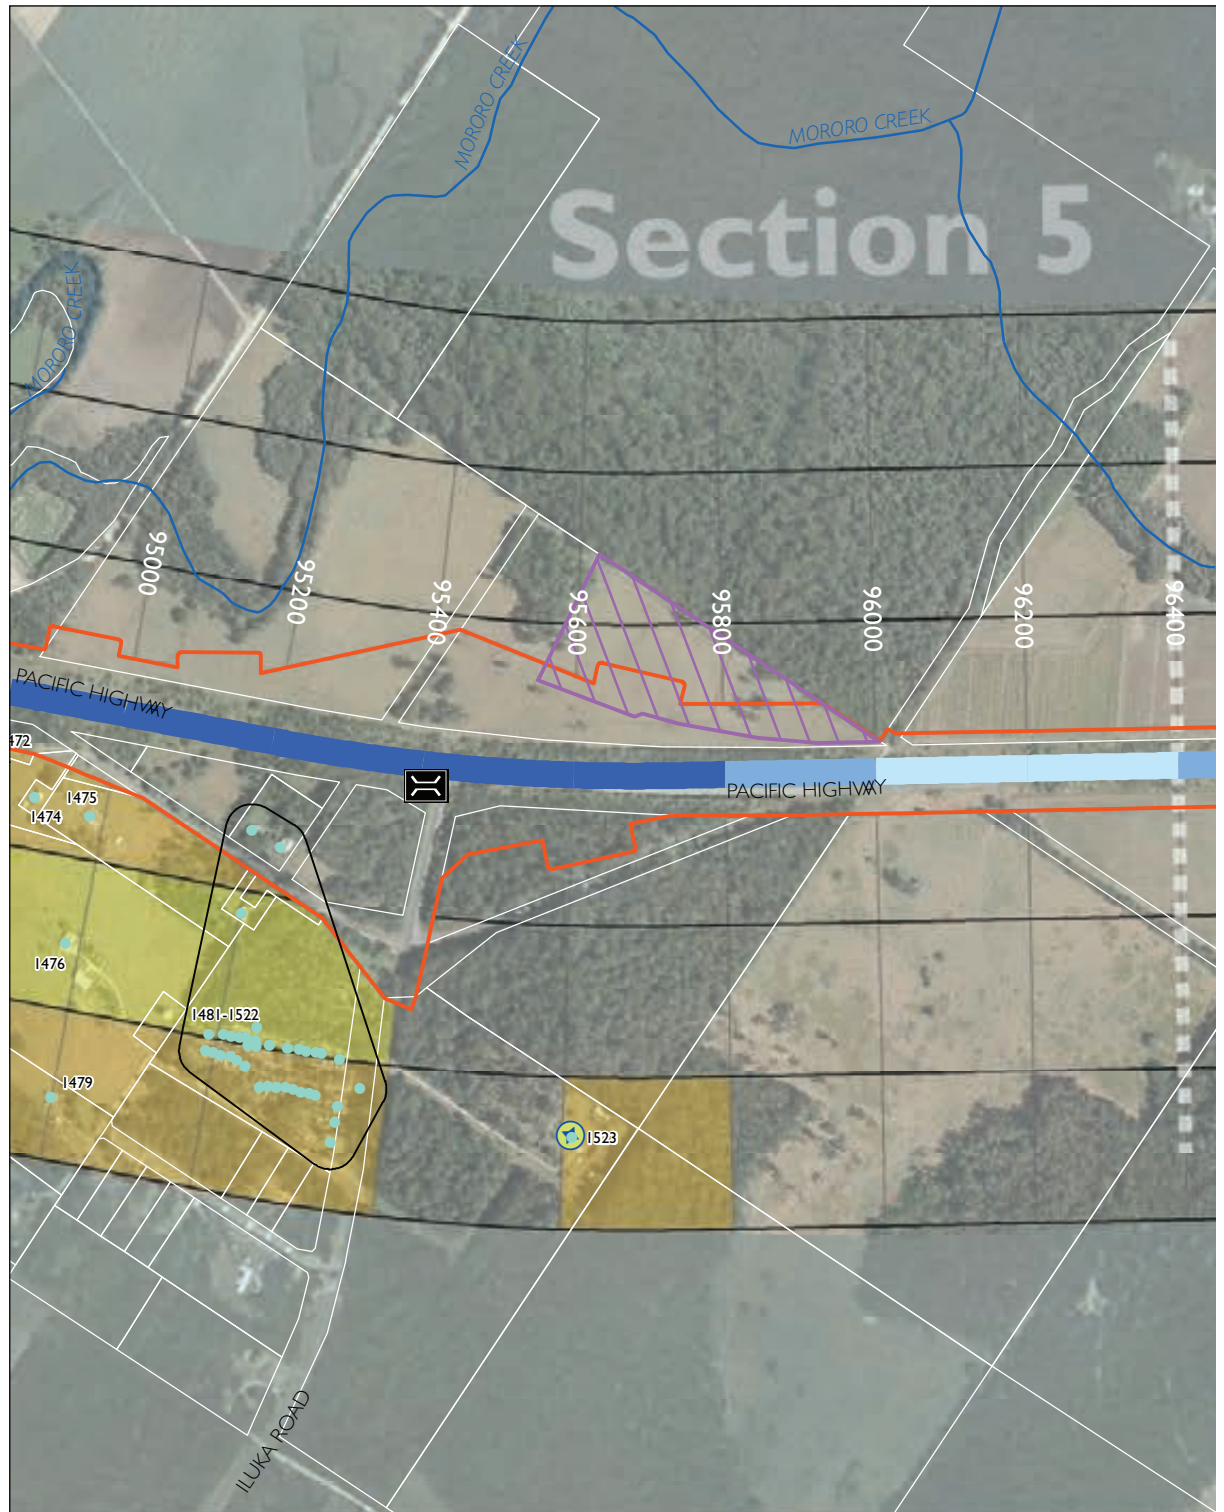 MORORO CREEK
MORORO CREEK
Section 5
MORORO CREEK
95000
95200
95400
95600
95800
96000
96200
96400
PACIFIC HIGHWAY
PACIFIC HIGHWAY
472
1475
1474
1476
1481-1522
1479
1523
ILUKA ROAD